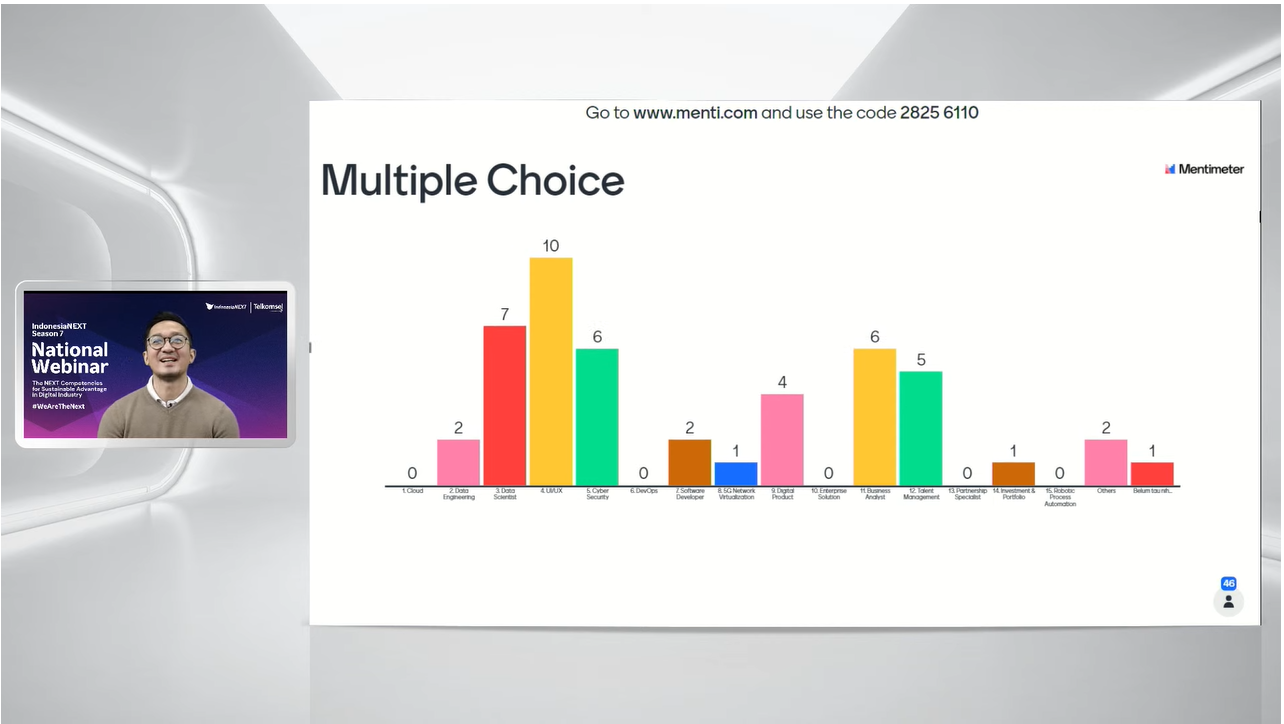 Go to www.menti.com and use the code 2825 6110
Multiple Choice
Mentimeter
10
7
6
6
5
4
2
2
2
1
1
1
0
0
0
0
0
0
1. Cloud
2. Data
Engineering
3. Data
Scientist
4. UI/UX
5. Cyber
Security
6. DevOps
7. Software
Developer
8. 5G Network
Virtualization
9. Digital
Product
10. Enterprise
Solution
11. Business
Analyst
12. Talent
Management
13. Partnership
Specialist
14. Investment &
Portfolio
15. Robotic
Process
Automation
Others
Belum tau nih...
46
IndonesiaNEXT | Telkomsel
IndonesiaNEXT
Season 7
National
Webinar
The NEXT Competencies
for Sustainable Advantage
in Digital Industry
#WeAreTheNext